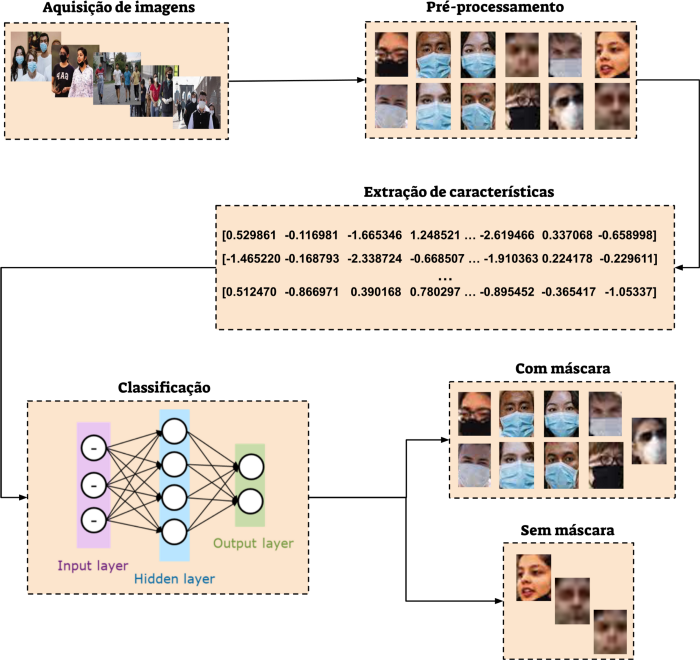 Aquisição de imagens
Pré-processamento
Extração de características
[0.529861 -0.116981 -1.665346 1.248521 ... -2.619466 0.337068 -0.658998]
[-1.465220 -0.168793 -2.338724 -0.668507 ... -1.910363 0.224178 -0.229611]
...
[0.512470 -0.866971 0.390168 0.780297 ... -0.895452 -0.365417 -1.05337]
Classificação
-
-
-
Input layer
Hidden layer
Output layer
Com máscara
Sem máscara